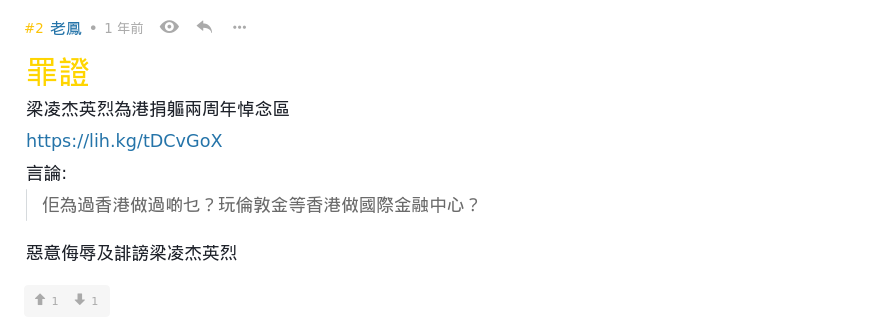 #2 老鳳 • 1 年前
罪證
梁凌杰英烈為港捐軀兩周年悼念區
https://lih.kg/tDCvGoX
言論:
佢為過香港做過啲乜？玩倫敦金等香港做國際金融中心？
惡意侮辱及誹謗梁凌杰英烈
1 1